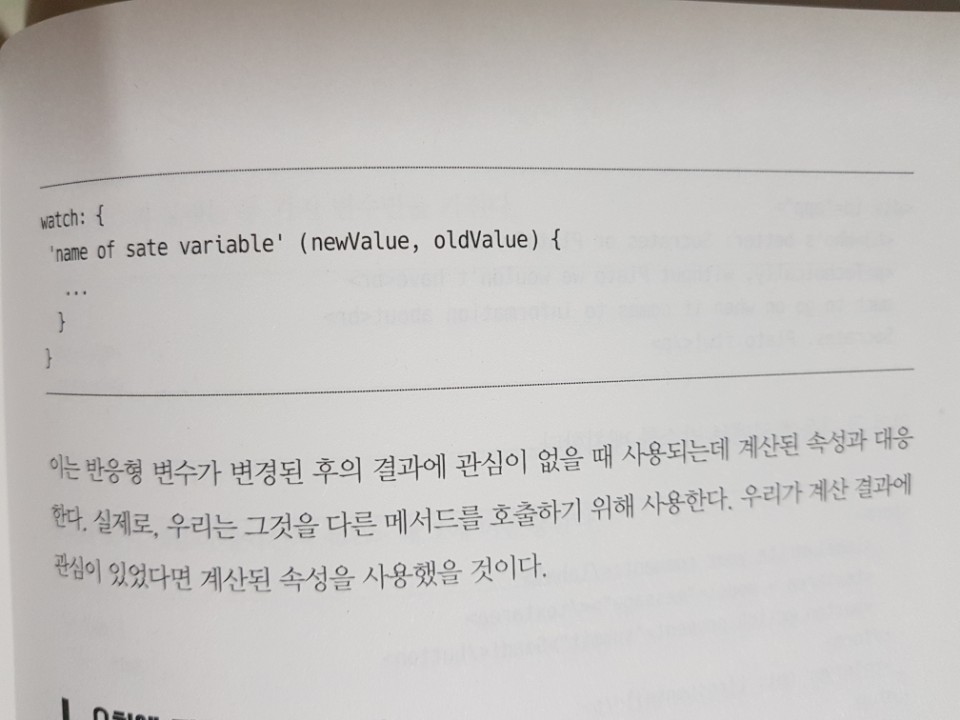 watch: {
'name of sate variable' (newValue, oldValue) {
...
}
}
이는 반응형 변수가 변경된 후의 결과에 관심이 없을 때 사용되는데 계산된 속성과 대응
한다. 실제로, 우리는 그것을 다른 메서드를 호출하기 위해 사용한다. 우리가 계산 결과에
관심이 있었다면 계산된 속성을 사용했을 것이다.